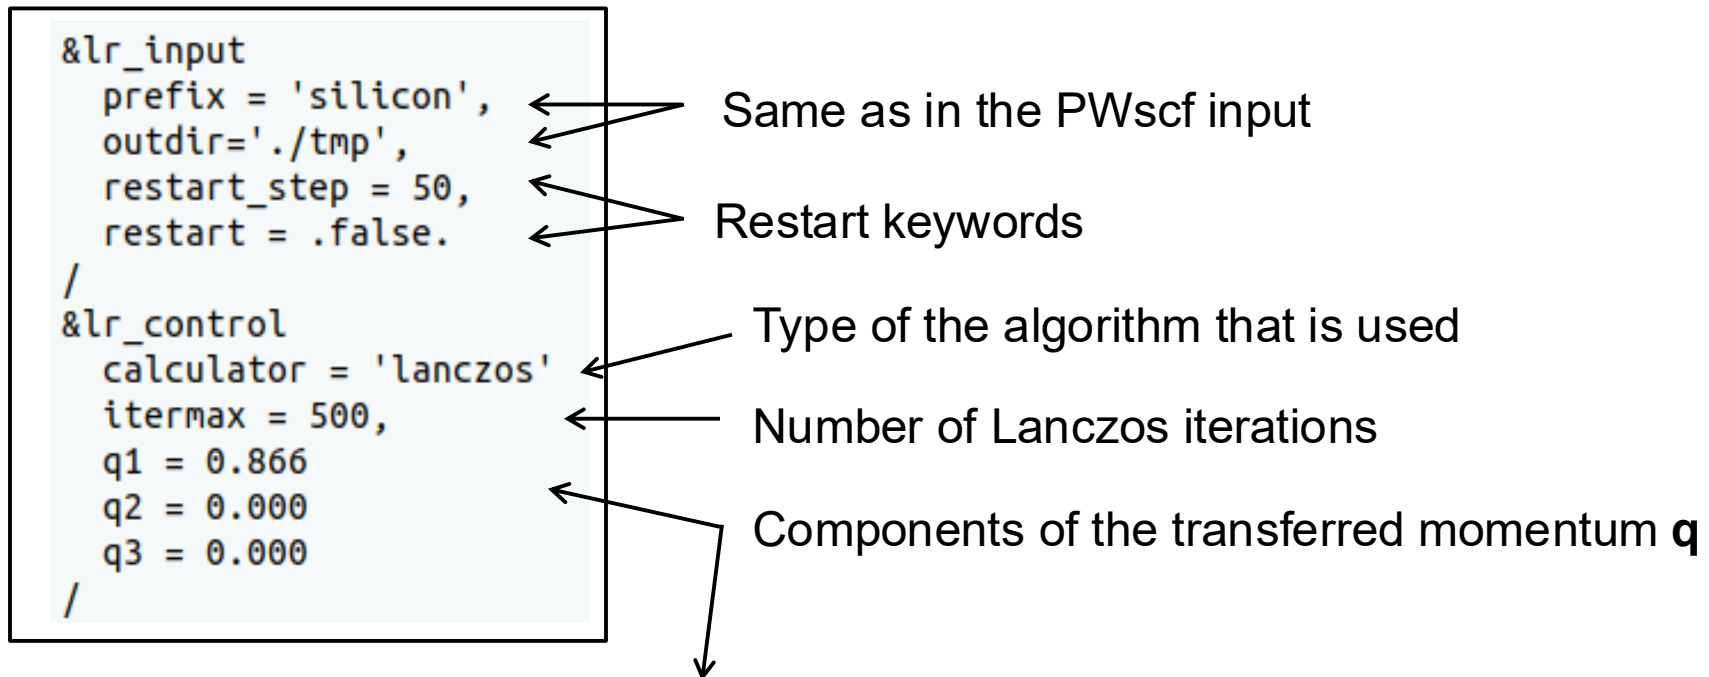 &lr_input
prefix = 'silicon',
outdir='./tmp',
restart_step = 50,
restart = .false.
/
&lr_control
calculator = 'lanczos'
itermax = 500,
q1 = 0.866
q2 = 0.000
q3 = 0.000
/
Same as in the PWscf input
Restart keywords
Type of the algorithm that is used
Number of Lanczos iterations
Components of the transferred momentum q